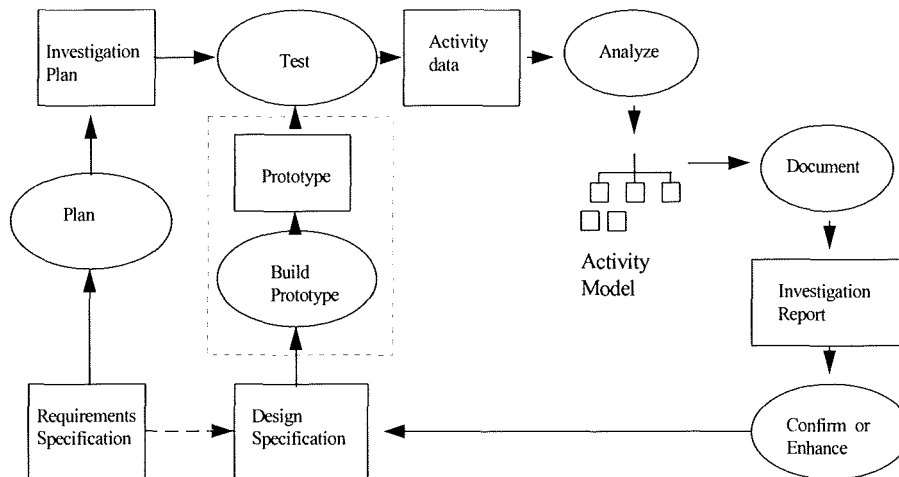 Investigation
Plan
Test
Activity
data
Analyze
Prototype
Document
Plan
Build
Prototype
Activity
Model
Investigation
Report
Requirements
Specification
Design
Specification
Confirm or
Enhance